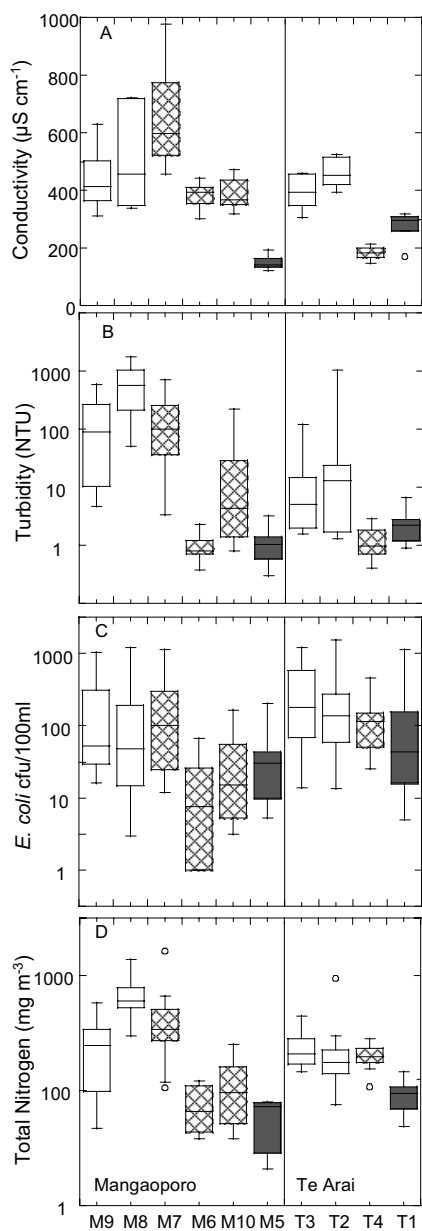 A
Conductivity (µS cm⁻¹)
1000
800
600
400
200
0
B
Turbidity (NTU)
1000
100
10
1
C
E. coli cfu/100ml
1000
100
10
1
D
Total Nitrogen (mg m⁻³)
1000
100
1
Mangaoporo
Te Arai
M9 M8 M7 M6 M10 M5 T3 T2 T4 T1